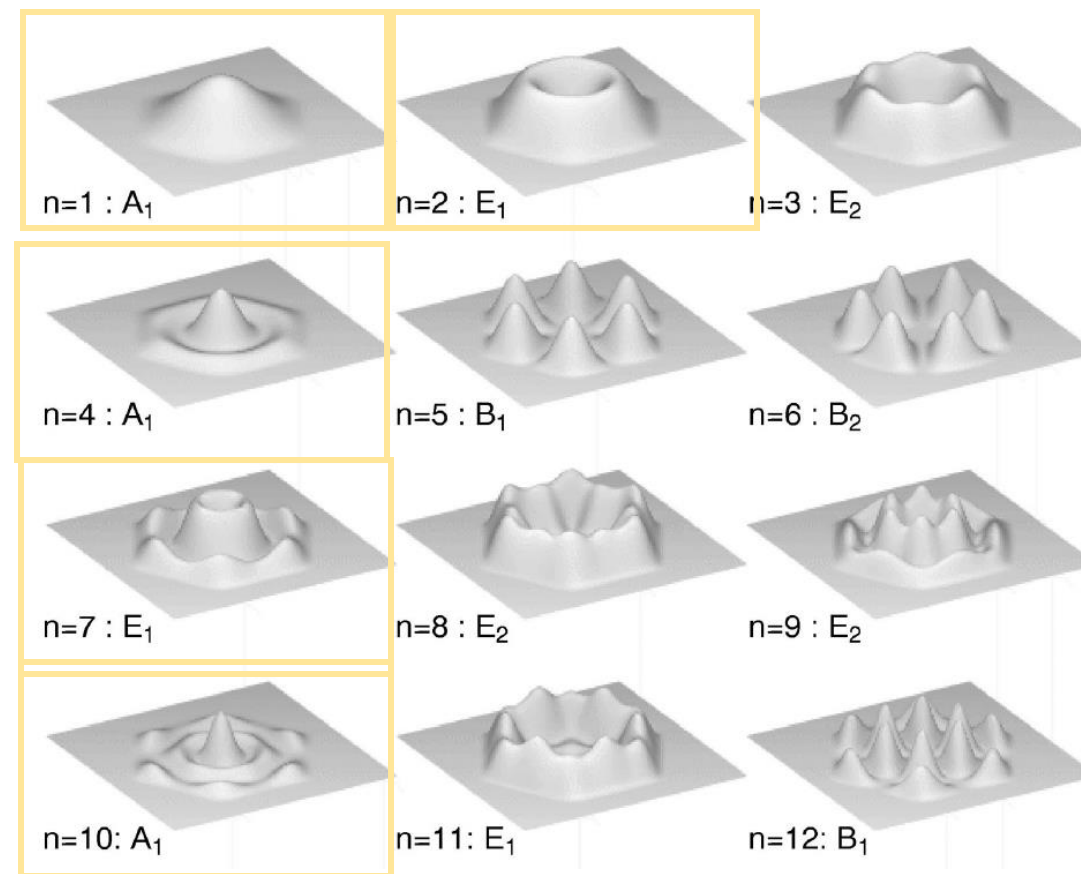 n=1 : A₁
n=2 : E₁
n=3 : E₂
n=4 : A₁
n=5 : B₁
n=6 : B₂
n=7 : E₁
n=8 : E₂
n=9 : E₂
n=10: A₁
n=11: E₁
n=12: B₁